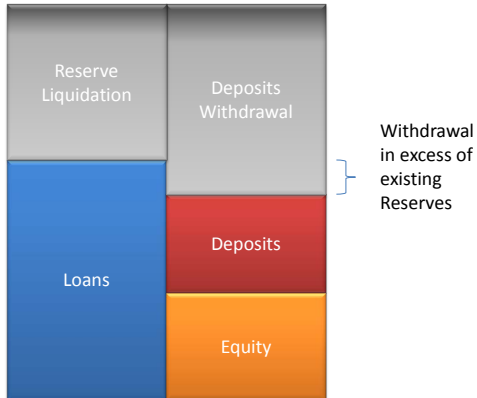 Reserve
Liquidation
Deposits
Withdrawal
Withdrawal
in excess of
existing
Reserves
Deposits
Loans
Equity